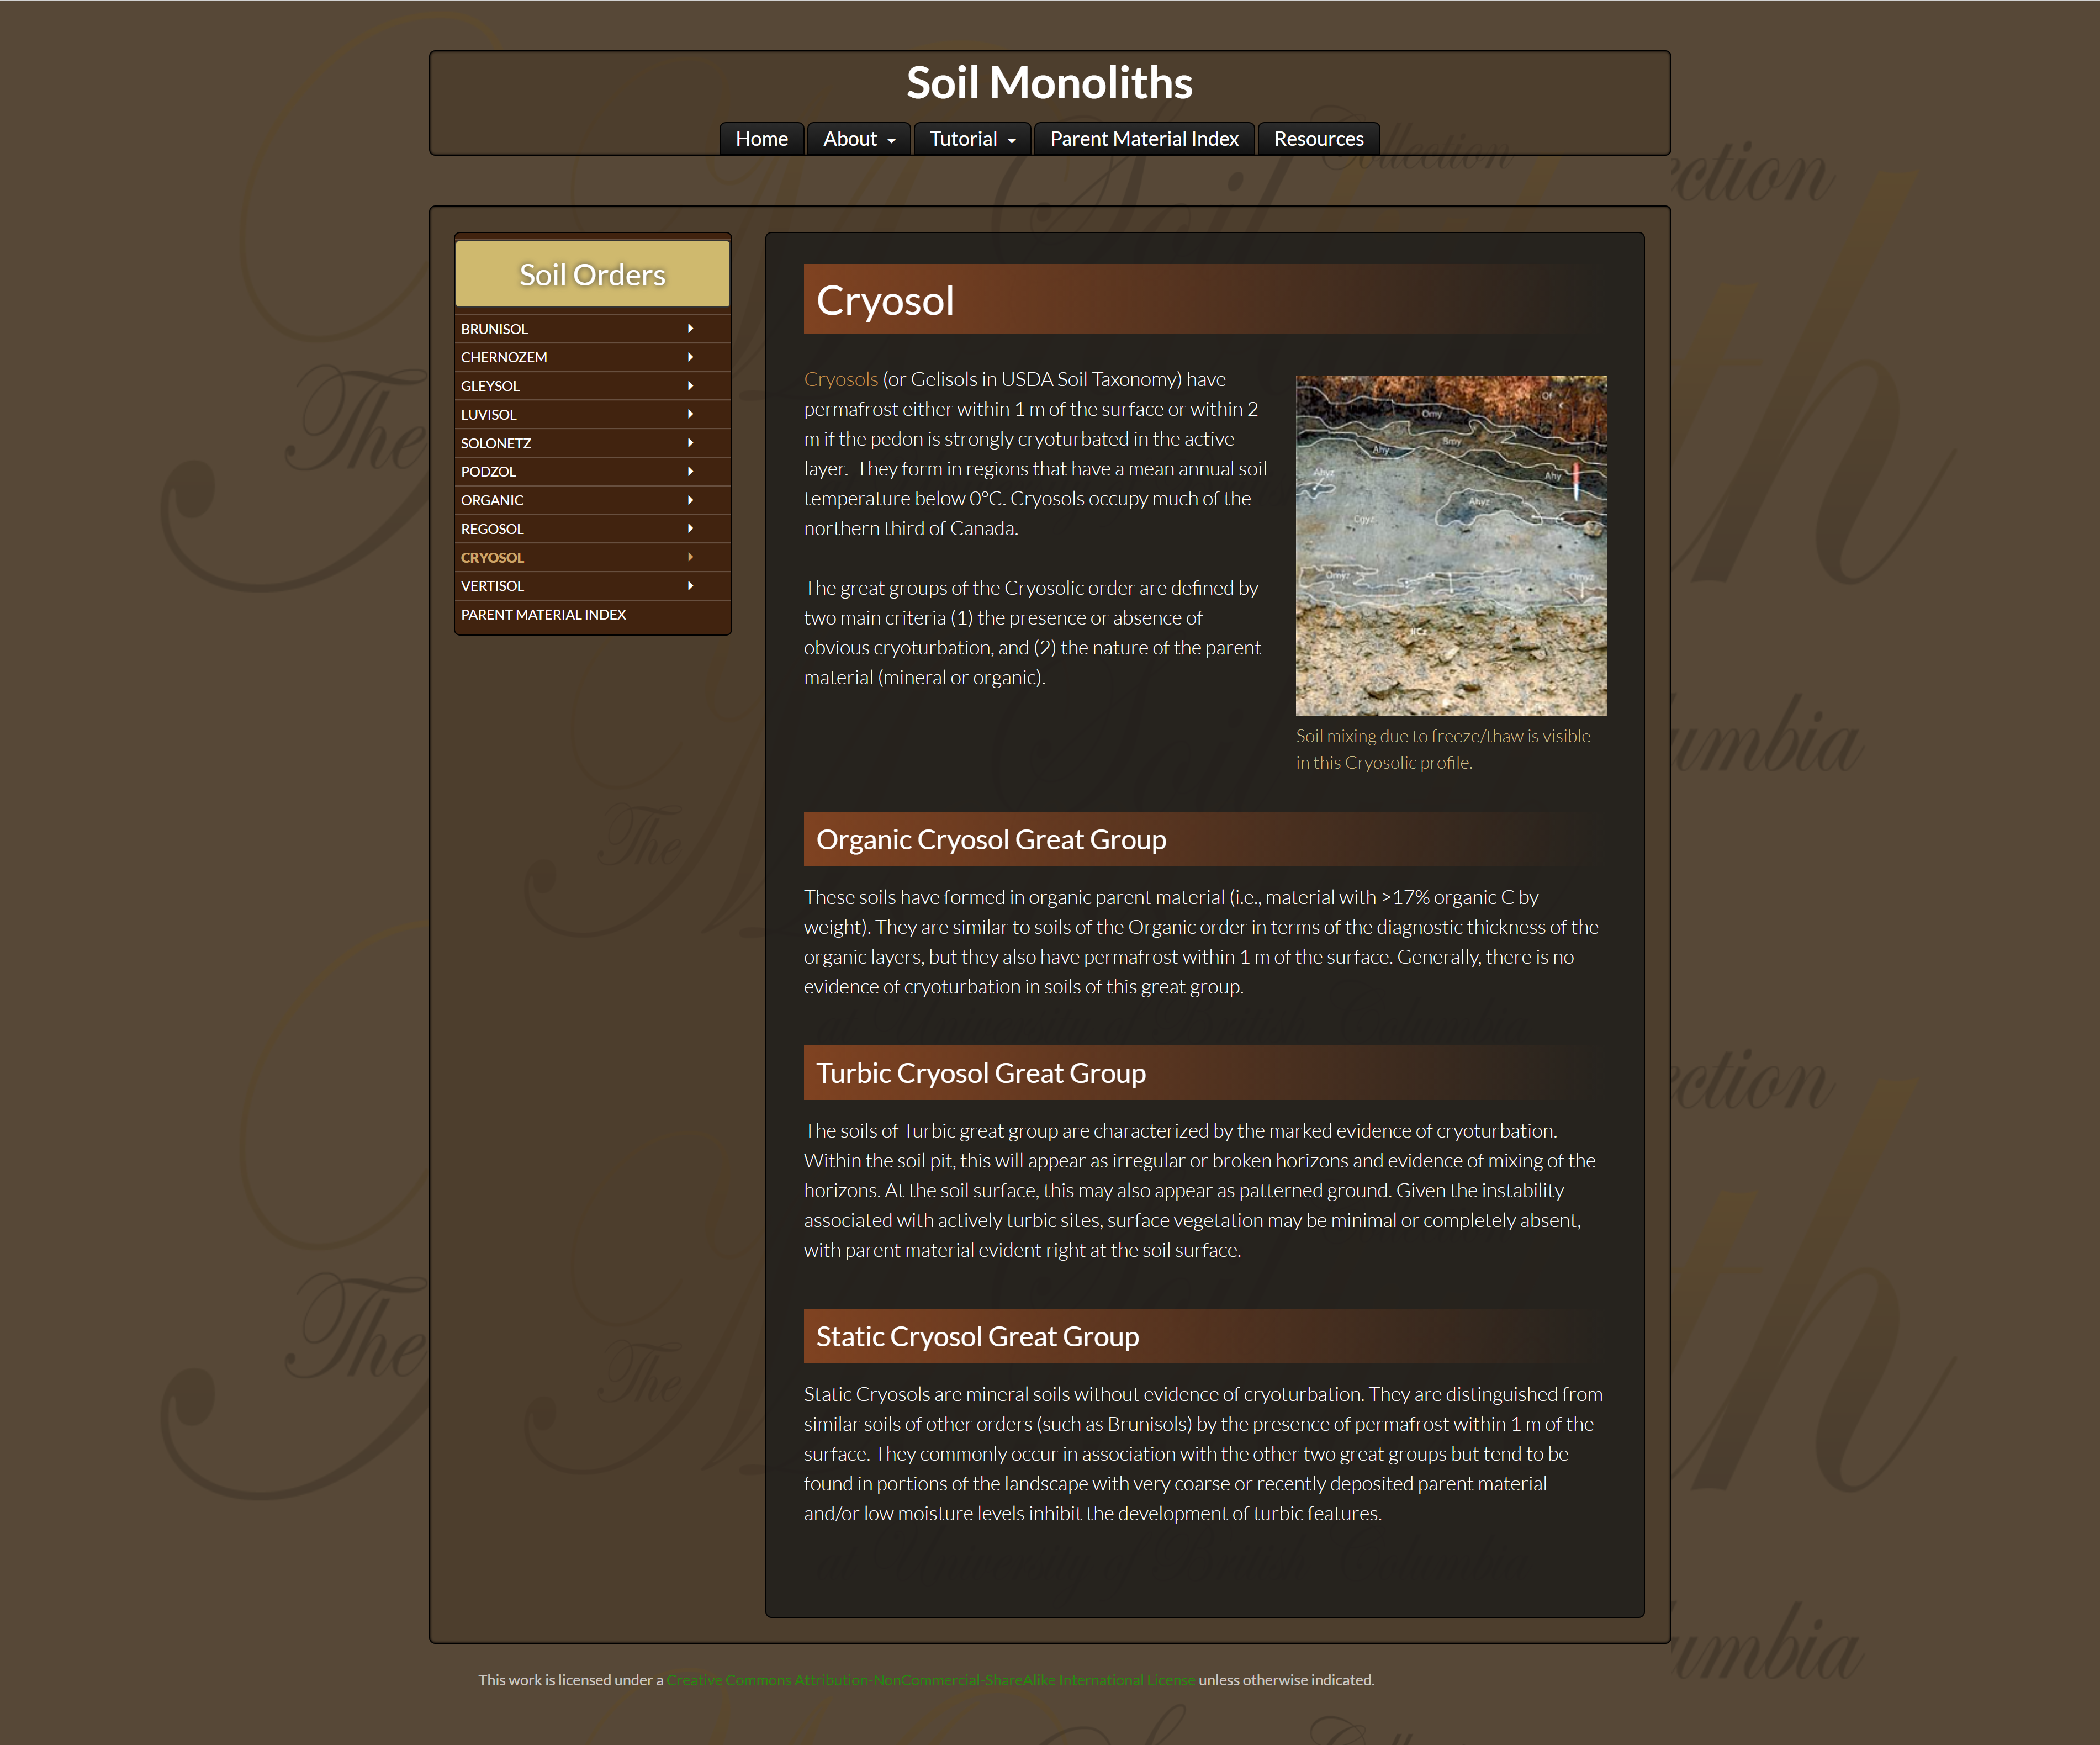 Soil Monoliths
Home About Tutorial Parent Material Index Resources
Soil Orders
BRUNISOL
CHERNOZEM
GLEYSOL
LUVISOL
SOLONETZ
PODZOL
ORGANIC
REGOSOL
CRYOSOL
VERTISOL
PARENT MATERIAL INDEX
Cryosol
Cryosols (or Gelisols in USDA Soil Taxonomy) have
permafrost either within 1 m of the surface or within 2
m if the pedon is strongly cryoturbated in the active
layer.  They form in regions that have a mean annual soil
temperature below 0°C. Cryosols occupy much of the
northern third of Canada.
The great groups of the Cryosolic order are defined by
two main criteria (1) the presence or absence of
obvious cryoturbation, and (2) the nature of the parent
material (mineral or organic).
Of
Omy
Bmy
Ahy
Ahyz
Ahy
Ahyz
Cgyz
Omyz
Omyz
IICz
Soil mixing due to freeze/thaw is visible
in this Cryosolic profile.
Organic Cryosol Great Group
These soils have formed in organic parent material (i.e., material with >17% organic C by
weight). They are similar to soils of the Organic order in terms of the diagnostic thickness of the
organic layers, but they also have permafrost within 1 m of the surface. Generally, there is no
evidence of cryoturbation in soils of this great group.
Turbic Cryosol Great Group
The soils of Turbic great group are characterized by the marked evidence of cryoturbation.
Within the soil pit, this will appear as irregular or broken horizons and evidence of mixing of the
horizons. At the soil surface, this may also appear as patterned ground. Given the instability
associated with actively turbic sites, surface vegetation may be minimal or completely absent,
with parent material evident right at the soil surface.
Static Cryosol Great Group
Static Cryosols are mineral soils without evidence of cryoturbation. They are distinguished from
similar soils of other orders (such as Brunisols) by the presence of permafrost within 1 m of the
surface. They commonly occur in association with the other two great groups but tend to be
found in portions of the landscape with very coarse or recently deposited parent material
and/or low moisture levels inhibit the development of turbic features.
This work is licensed under a Creative Commons Attribution-NonCommercial-ShareAlike International License unless otherwise indicated.